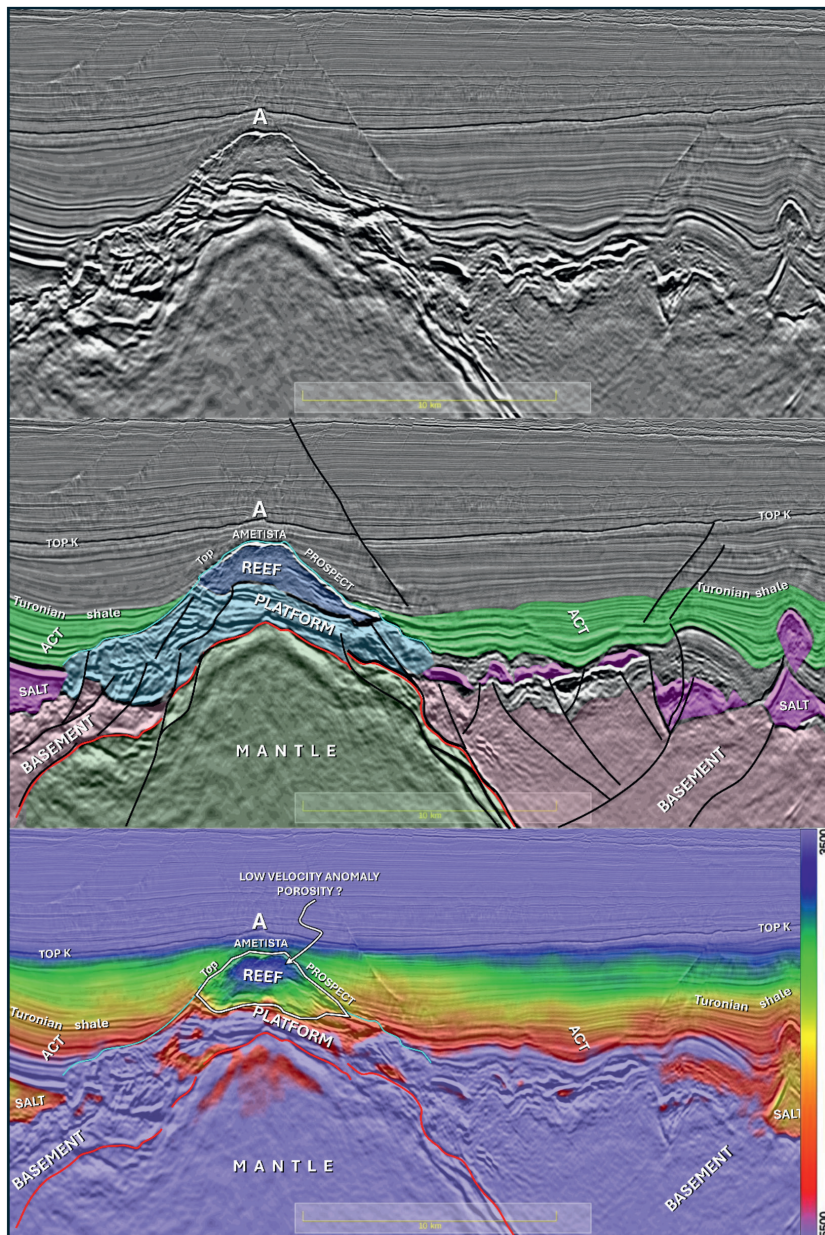 A
10 km
A
TOP K
TOP K
AMETISTA
Top
PROSPECT
REEF
PLATFORM
Turonian shale
Turonian shale
ACT
ACT
SALT
SALT
BASEMENT
MANTLE
BASEMENT
10 km
3500
LOW VELOCITY ANOMALY
POROSITY ?
A
TOP K
TOP K
AMETISTA
Top
PROSPECT
REEF
Turonian shale
Turonian shale
PLATFORM
ACT
ACT
SALT
SALT
BASEMENT
MANTLE
BASEMENT
10 km